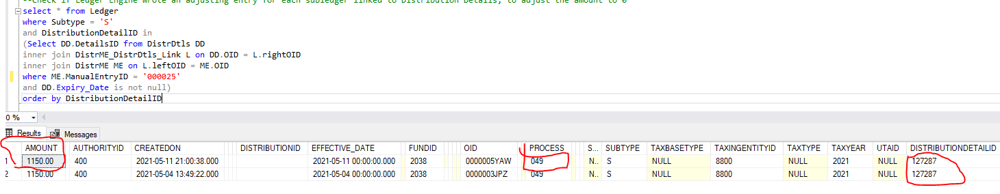 --Check if Ledger Engine wrote an adjusting entry for each subledger linked to Distribution Details, to adjust the amount to 0
select * from Ledger
where Subtype = 'S'
and DistributionDetailID in
(Select DD.DetailsID from DistrDtls DD
inner join DistrME_DistrDtls_Link L on DD.OID = L.rightOID
inner join DistrME ME on L.leftOID = ME.OID
where ME.ManualEntryID = '000025'
and DD.Expiry_Date is not null)
order by DistributionDetailID
0 %
Results Messages
AMOUNT AUTHORITYID CREATEDON DISTRIBUTIONID EFFECTIVE_DATE FUNDID OID PROCESS S... SUBTYPE TAXBASETYPE TAXINGENTITYID TAXTYPE TAXYEAR UTAID DISTRIBUTIONDETAILID
1 1150.00 400 2021-05-11 21:00:38.000 2021-05-11 00:00:00.000 2038 0000005YAW 049 N.. S NULL 8800 NULL 2021 NULL 127287
2 1150.00 400 2021-05-04 13:49:22.000 2021-05-04 00:00:00.000 2038 0000003JPZ 049 N.. S NULL 8800 NULL 2021 NULL 127287